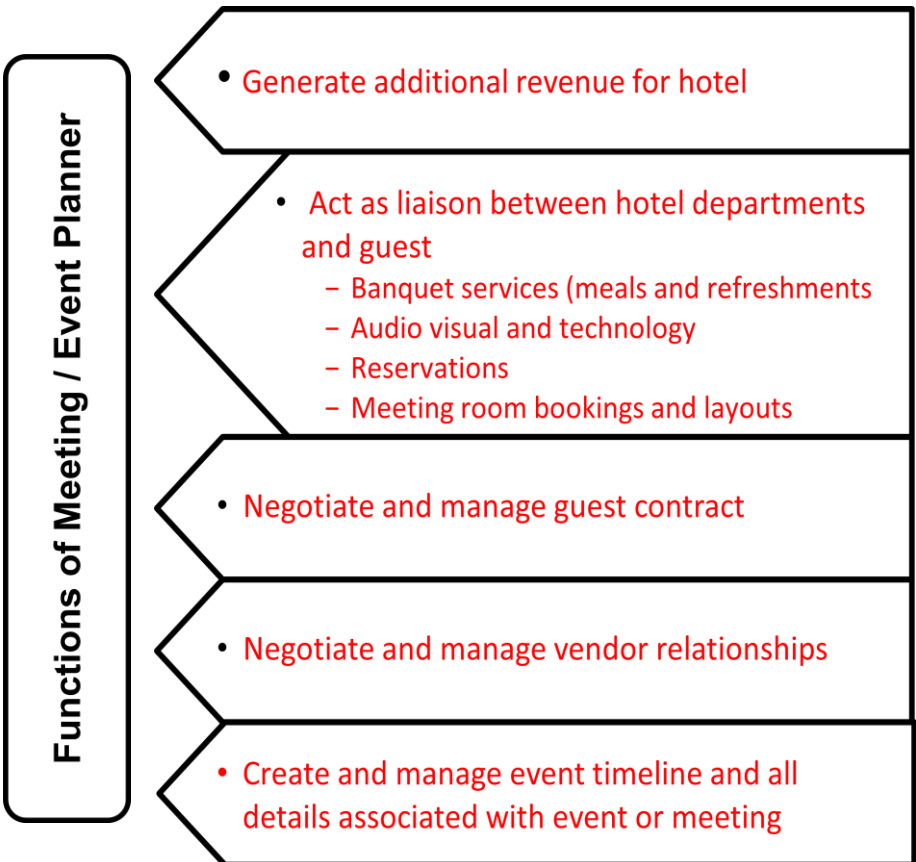 Functions of Meeting / Event Planner
• Generate additional revenue for hotel
• Act as liaison between hotel departments
and guest
– Banquet services (meals and refreshments
– Audio visual and technology
– Reservations
– Meeting room bookings and layouts
• Negotiate and manage guest contract
• Negotiate and manage vendor relationships
• Create and manage event timeline and all
details associated with event or meeting